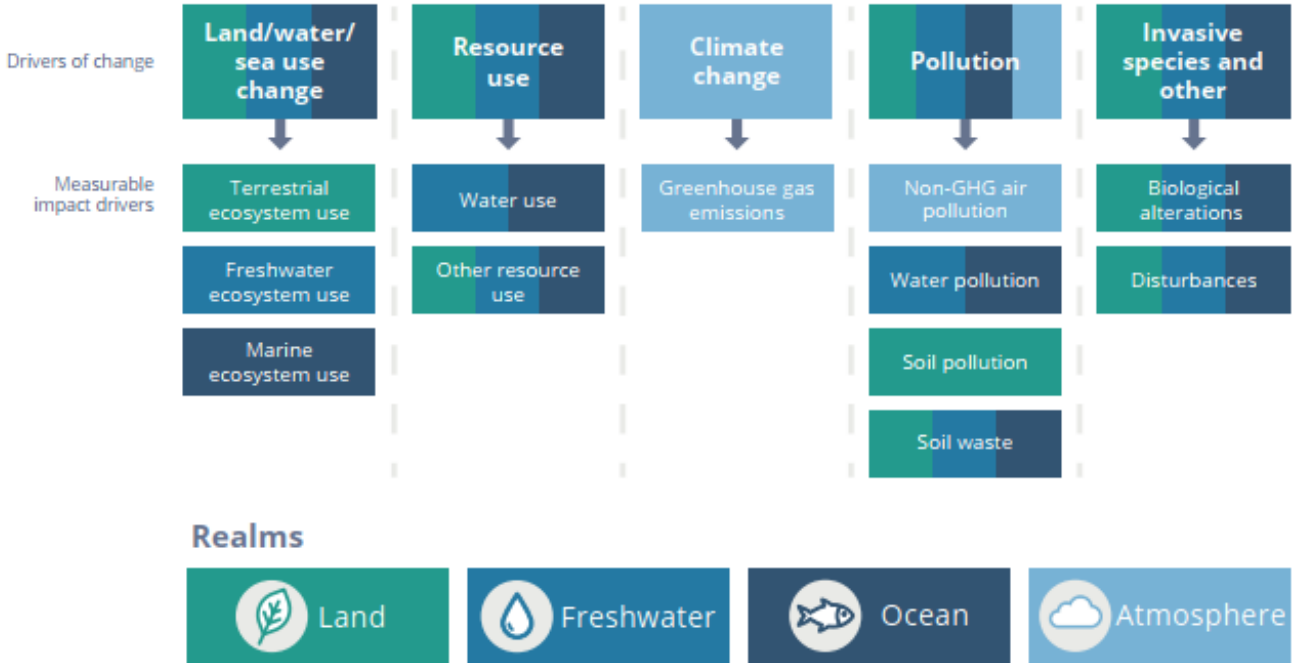 Drivers of change
Land/water/
sea use
change
Resource
use
Climate
change
Pollution
Invasive
species and
other
Measurable
impact drivers
Terrestrial
ecosystem use
Water use
Greenhouse gas
emissions
Non-GHG air
pollution
Biological
alterations
Freshwater
ecosystem use
Other resource
use
Water pollution
Disturbances
Marine
ecosystem use
Soil pollution
Soil waste
Realms
Land
Freshwater
Ocean
Atmosphere